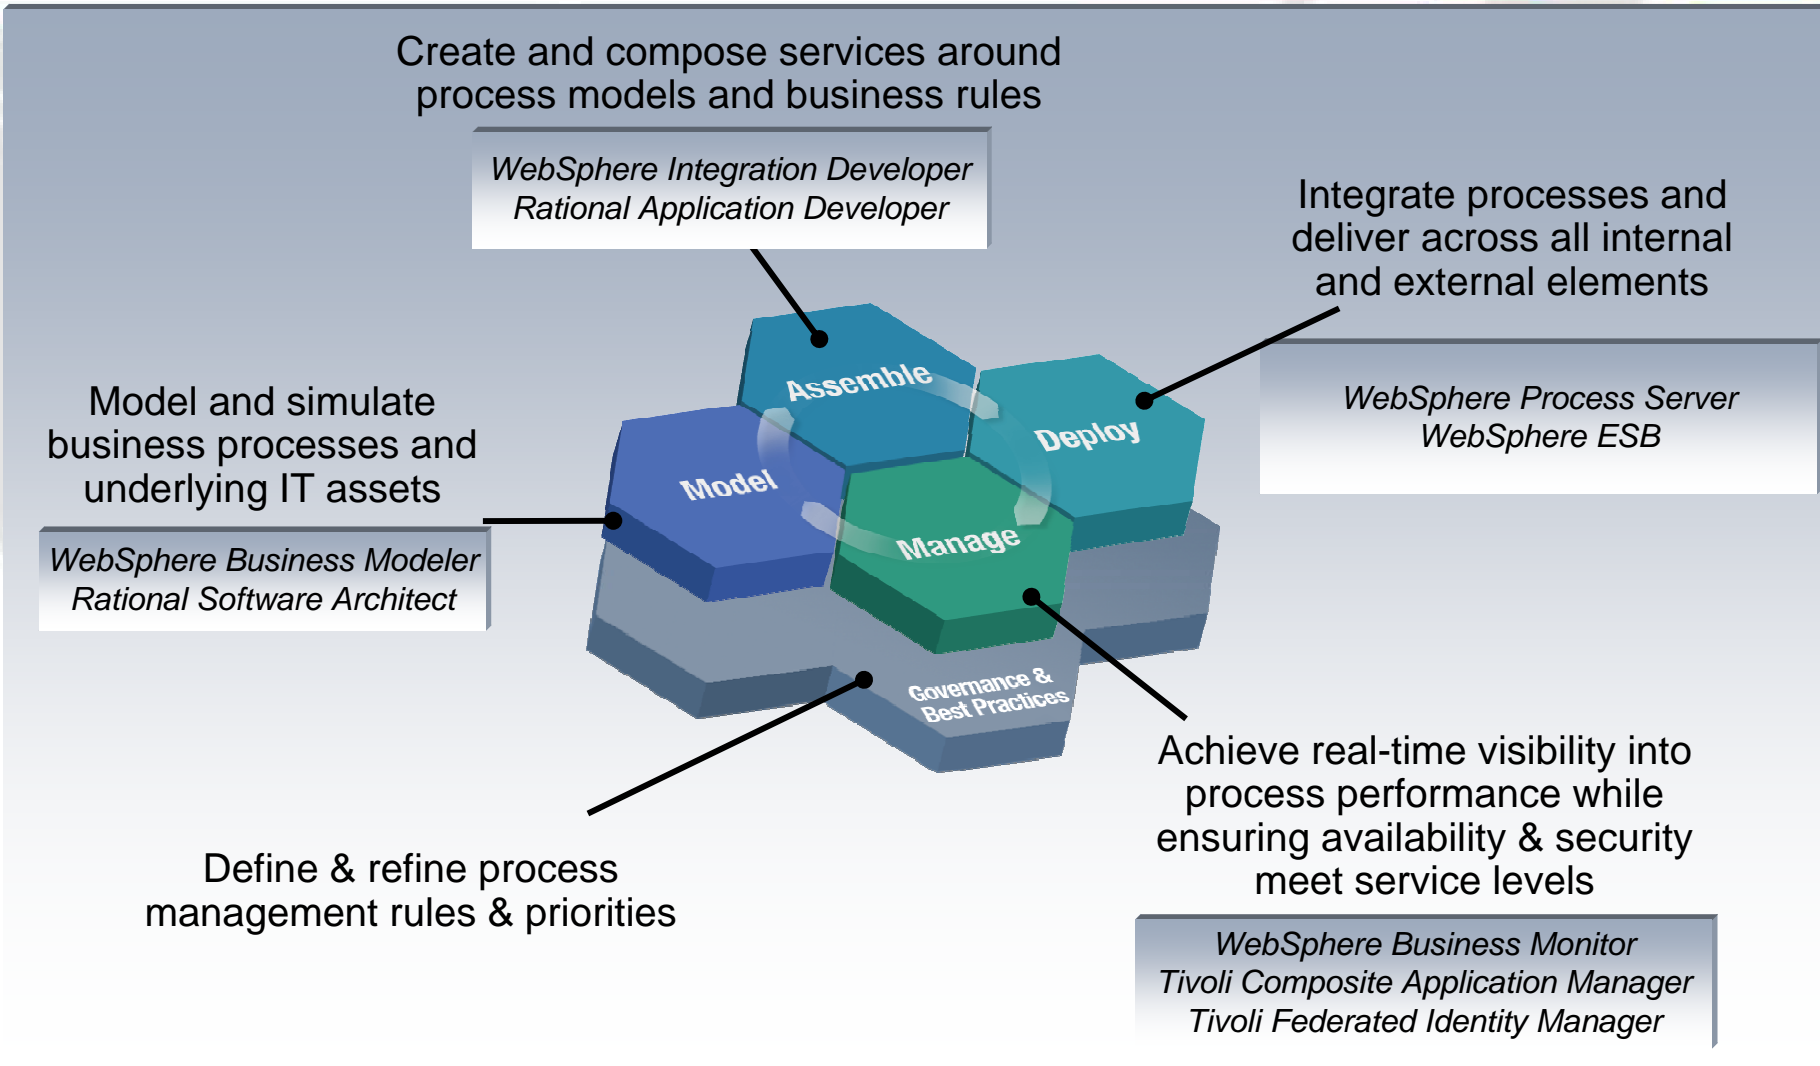 Create and compose services around
process models and business rules
WebSphere Integration Developer
Rational Application Developer
Integrate processes and
deliver across all internal
and external elements
WebSphere Process Server
WebSphere ESB
Model and simulate
business processes and
underlying IT assets
WebSphere Business Modeler
Rational Software Architect
Assemble
Deploy
Model
Manage
Governance &
Best Practices
Define & refine process
management rules & priorities
Achieve real-time visibility into
process performance while
ensuring availability & security
meet service levels
WebSphere Business Monitor
Tivoli Composite Application Manager
Tivoli Federated Identity Manager